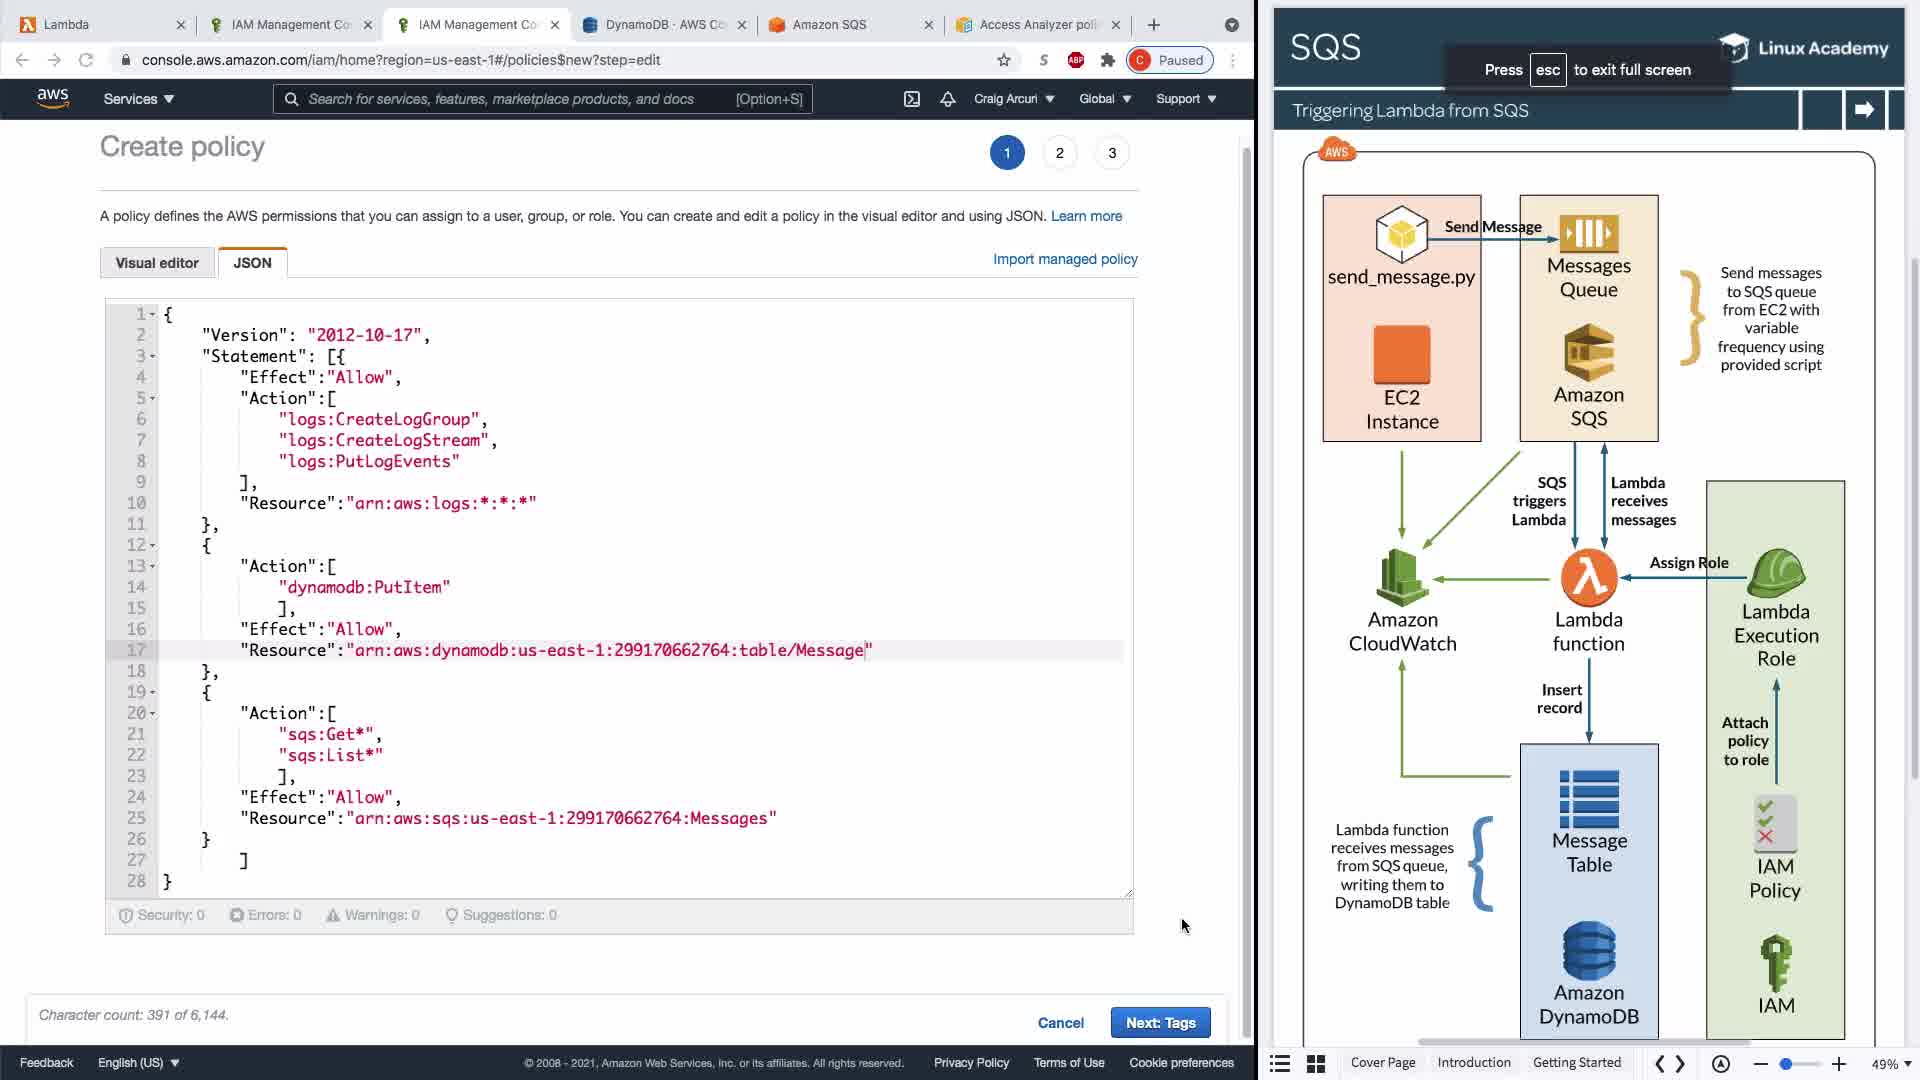 Lambda
IAM Management Co
IAM Management Co
DynamoDB · AWS Co
Amazon SQS
Access Analyzer poli
console.aws.amazon.com/iam/home?region=us-east-1#/policies$new?step=edit
S
ABP
C Paused
aws
Services
Search for services, features, marketplace products, and docs
[Option+S]
Craig Arcuri
Global
Support
Create policy
1
2
3
A policy defines the AWS permissions that you can assign to a user, group, or role. You can create and edit a policy in the visual editor and using JSON. Learn more
Visual editor
JSON
Import managed policy
1 {
2 "Version": "2012-10-17",
3 "Statement": [{
4 "Effect":"Allow",
5 "Action":[
6 "logs:CreateLogGroup",
7 "logs:CreateLogStream",
8 "logs:PutLogEvents"
9 ],
10 "Resource":"arn:aws:logs:*:*:*"
11 },
12 {
13 "Action":[
14 "dynamodb:PutItem"
15 ],
16 "Effect":"Allow",
17 "Resource":"arn:aws:dynamodb:us-east-1:299170662764:table/Message"
18 },
19 {
20 "Action":[
21 "sqs:Get*",
22 "sqs:List*"
23 ],
24 "Effect":"Allow",
25 "Resource":"arn:aws:sqs:us-east-1:299170662764:Messages"
26 }
27 ]
28 }
Security: 0
Errors: 0
Warnings: 0
Suggestions: 0
Character count: 391 of 6,144.
Cancel
Next: Tags
Feedback
English (US)
© 2008 - 2021, Amazon Web Services, Inc. or its affiliates. All rights reserved.
Privacy Policy
Terms of Use
Cookie preferences
SQS
Linux Academy
Press esc to exit full screen
Triggering Lambda from SQS
AWS
send_message.py
Send Message
Messages
Queue
EC2
Instance
Amazon
SQS
Send messages
to SQS queue
from EC2 with
variable
frequency using
provided script
SQS
triggers
Lambda
Lambda
receives
messages
Assign Role
Amazon
CloudWatch
Lambda
function
Lambda
Execution
Role
Insert
record
Attach
policy
to role
Lambda function
receives messages
from SQS queue,
writing them to
DynamoDB table
Message
Table
IAM
Policy
Amazon
DynamoDB
IAM
Cover Page
Introduction
Getting Started
49%